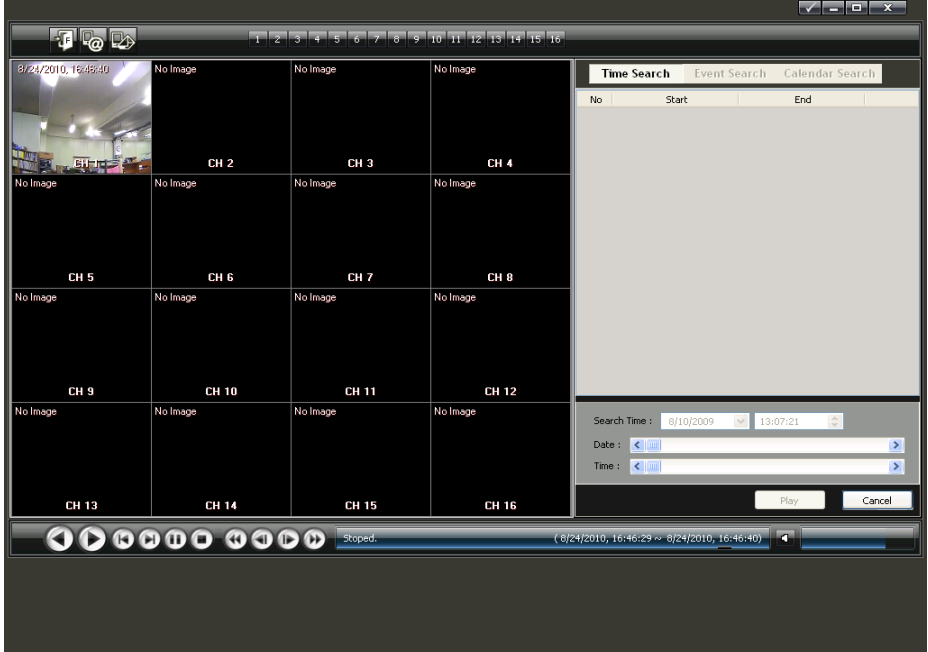 1 2 3 4 5 6 7 8 9 10 11 12 13 14 15 16
8/24/2010, 16:46:40
No Image
No Image
No Image
CH 1
CH 2
CH 3
CH 4
No Image
No Image
No Image
No Image
CH 5
CH 6
CH 7
CH 8
No Image
No Image
No Image
No Image
CH 9
CH 10
CH 11
CH 12
No Image
No Image
No Image
No Image
CH 13
CH 14
CH 15
CH 16
Time Search Event Search Calendar Search
No Start End
Search Time : 8/10/2009 13:07:21
Date :
Time :
Play Cancel
Stoped. ( 8/24/2010, 16:46:29 ~ 8/24/2010, 16:46:40)